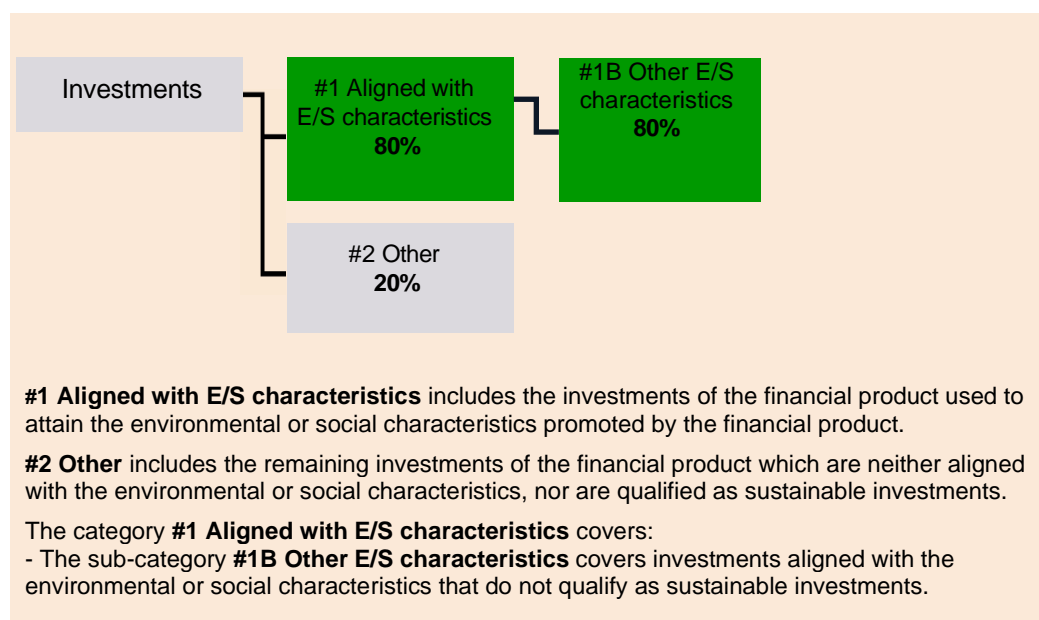 Investments
#1 Aligned with
E/S characteristics
80%
#1B Other E/S
characteristics
80%
#2 Other
20%
#1 Aligned with E/S characteristics includes the investments of the financial product used to
attain the environmental or social characteristics promoted by the financial product.
#2 Other includes the remaining investments of the financial product which are neither aligned
with the environmental or social characteristics, nor are qualified as sustainable investments.
The category #1 Aligned with E/S characteristics covers:
- The sub-category #1B Other E/S characteristics covers investments aligned with the
environmental or social characteristics that do not qualify as sustainable investments.